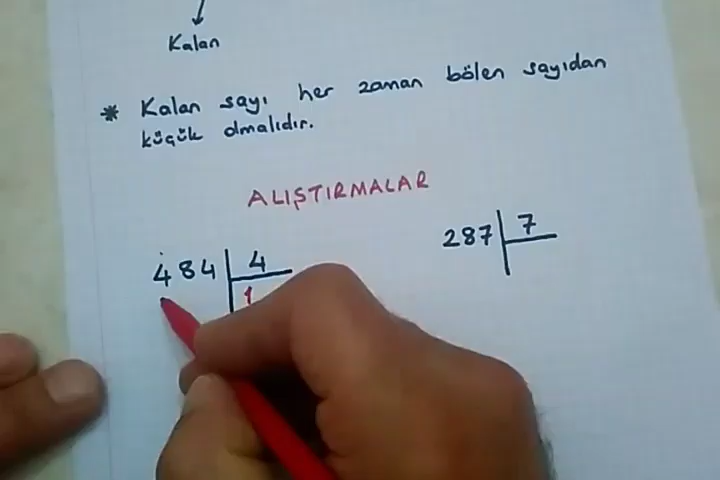 Kalan
* Kalan sayı her zaman bölen sayıdan
küçük olmalıdır.
ALIŞTIRMALAR
484 4
1
287 7